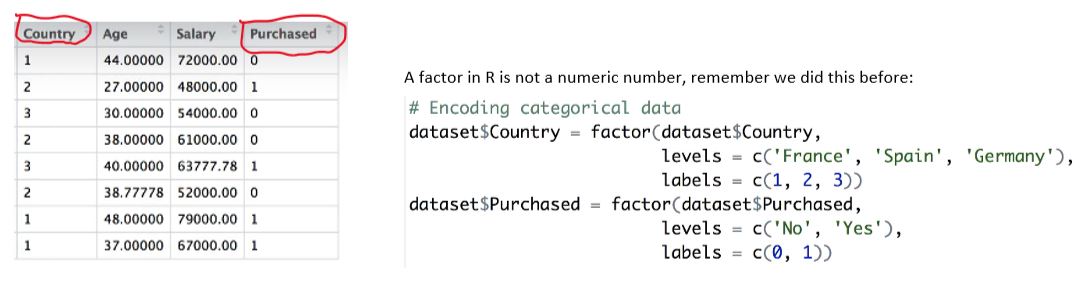 Country Age Salary Purchased
1 44.00000 72000.00 0
2 27.00000 48000.00 1
3 30.00000 54000.00 0
2 38.00000 61000.00 0
3 40.00000 63777.78 1
2 38.77778 52000.00 0
1 48.00000 79000.00 1
1 37.00000 67000.00 1
A factor in R is not a numeric number, remember we did this before:
# Encoding categorical data
dataset$Country = factor(dataset$Country,
levels = c('France', 'Spain', 'Germany'),
labels = c(1, 2, 3))
dataset$Purchased = factor(dataset$Purchased,
levels = c('No', 'Yes'),
labels = c(0, 1))